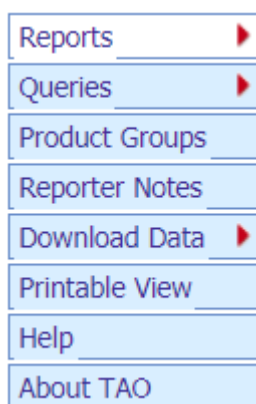 Reports
Queries
Product Groups
Reporter Notes
Download Data
Printable View
Help
About TAO